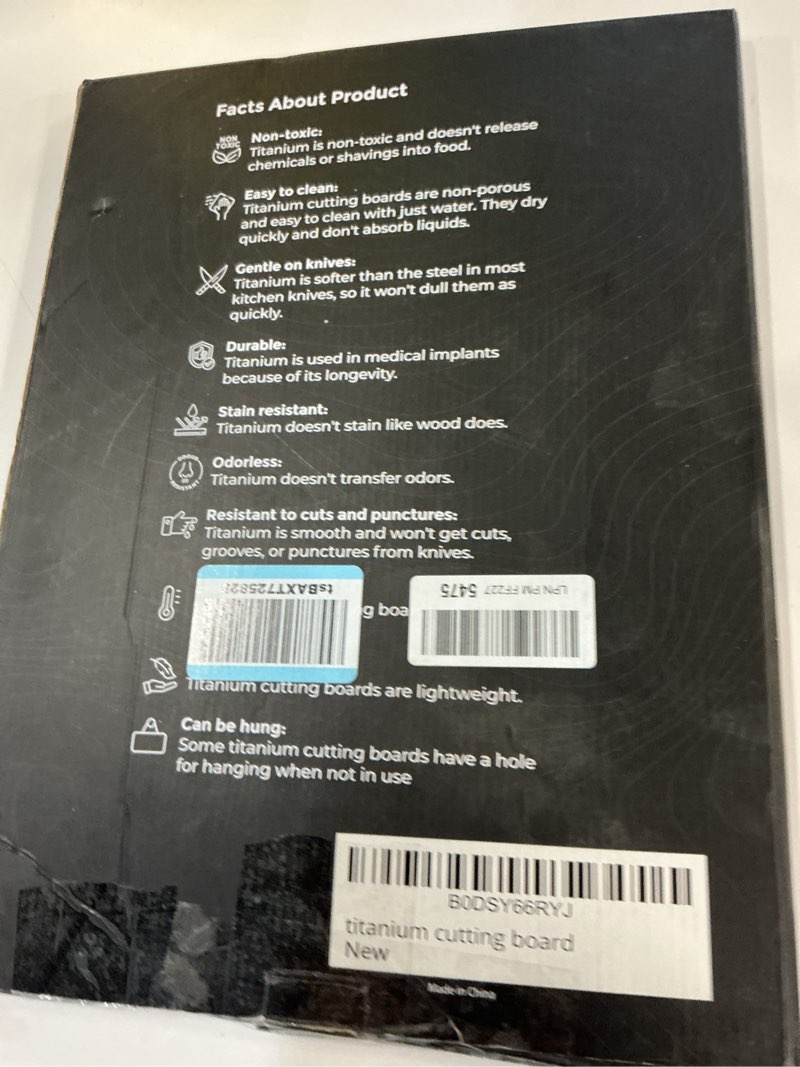 Facts About Product
NON
TOXIC
Non-toxic:
Titanium is non-toxic and doesn't release
chemicals or shavings into food.
Easy to clean:
Titanium cutting boards are non-porous
and easy to clean with just water. They dry
quickly and don't absorb liquids.
Gentle on knives:
Titanium is softer than the steel in most
kitchen knives, so it won't dull them as
quickly.
Durable:
Titanium is used in medical implants
because of its longevity.
Stain resistant:
Titanium doesn't stain like wood does.
Odorless:
Titanium doesn't transfer odors.
Resistant to cuts and punctures:
Titanium is smooth and won't get cuts,
grooves, or punctures from knives.
LPN PM FF227 5475
g boa
Titanium cutting boards are lightweight.
Can be hung:
Some titanium cutting boards have a hole
for hanging when not in use
B0DSY66RYJ
titanium cutting board
New
Made in China